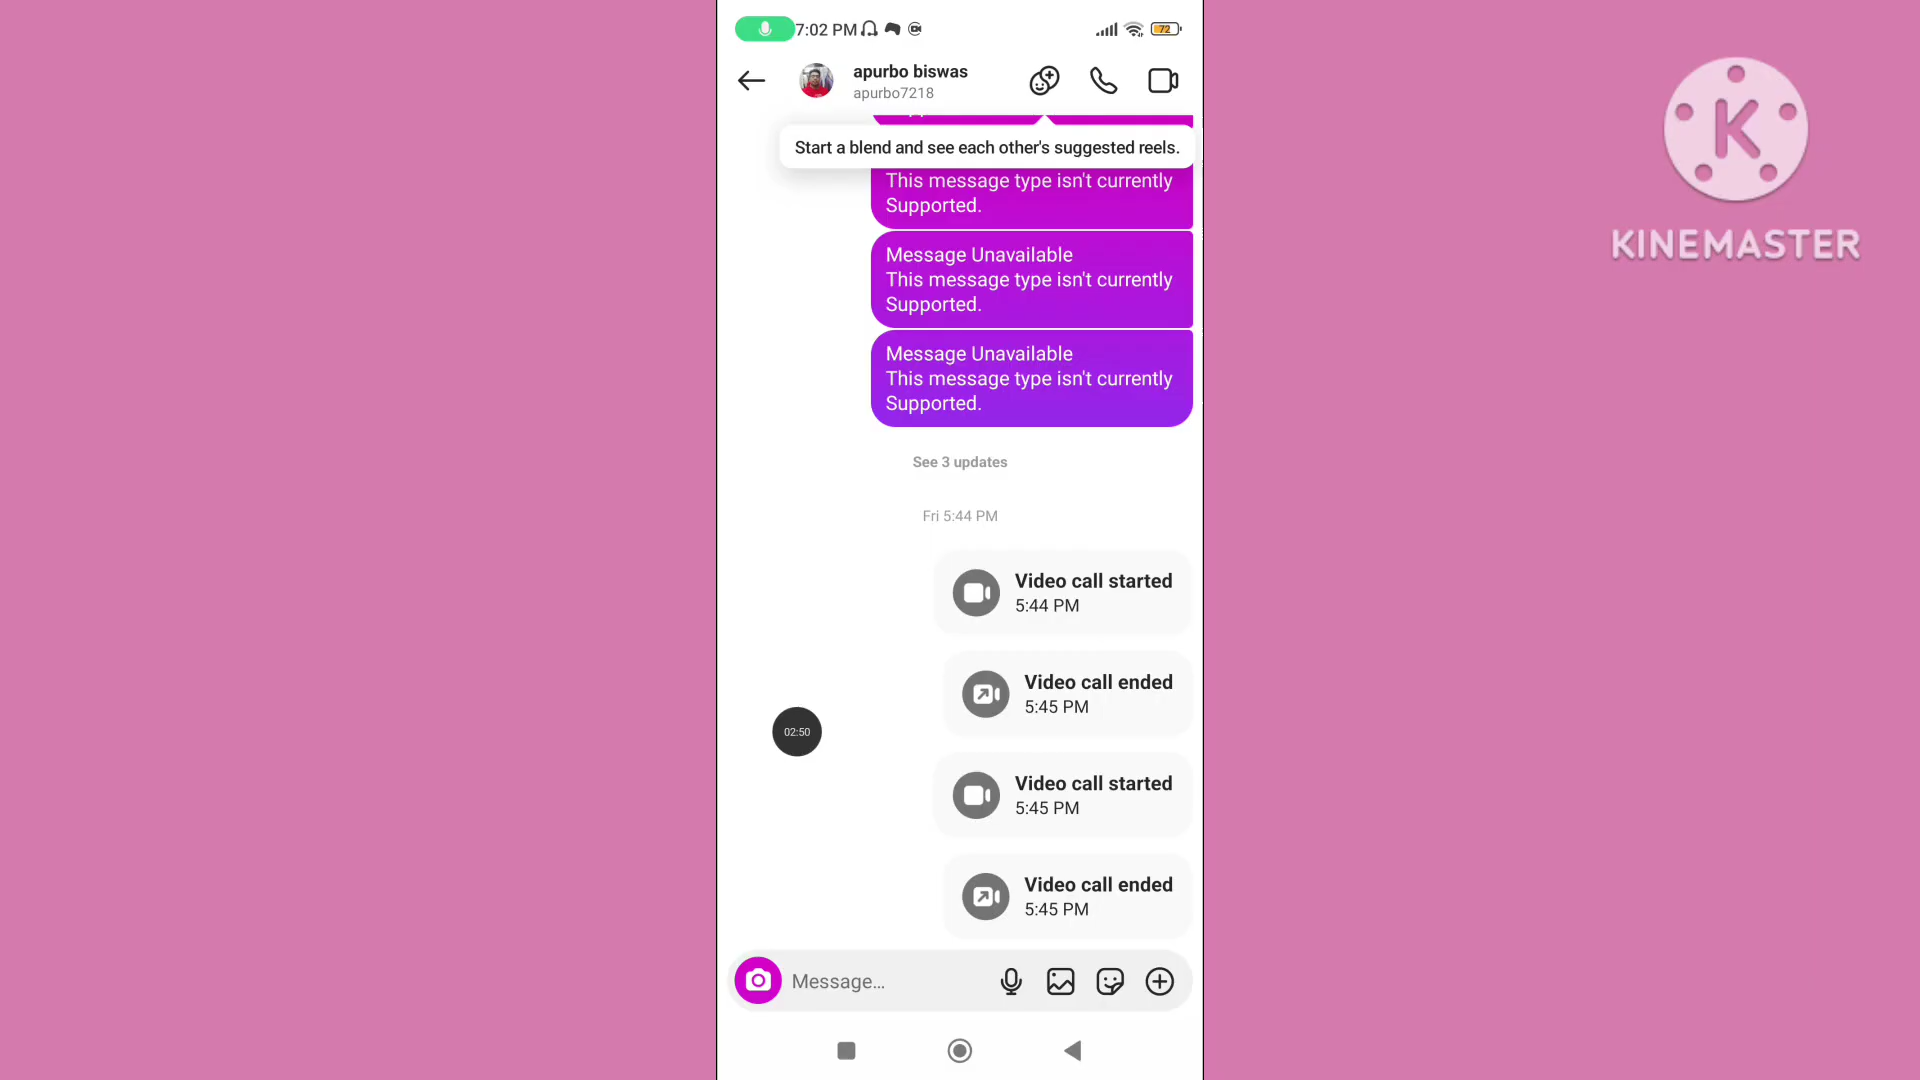 7:02 PM
72
apurbo biswas
apurbo7218
Start a blend and see each other's suggested reels.
This message type isn't currently
Supported.
Message Unavailable
This message type isn't currently
Supported.
Message Unavailable
This message type isn't currently
Supported.
See 3 updates
Fri 5:44 PM
Video call started
5:44 PM
Video call ended
5:45 PM
02:50
Video call started
5:45 PM
Video call ended
5:45 PM
Message...
K
KINEMASTER